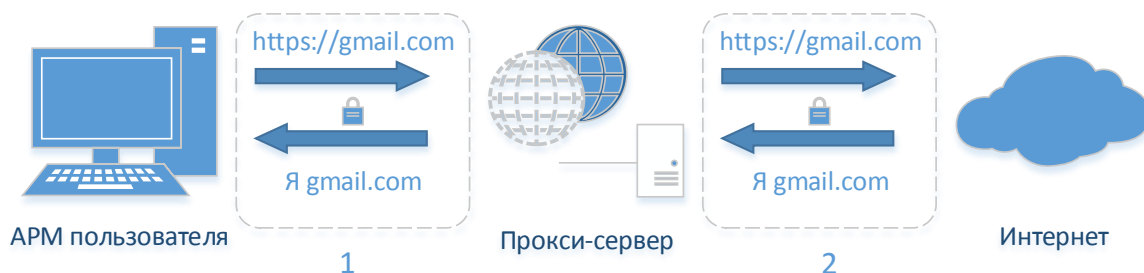 https://gmail.com
https://gmail.com
Я gmail.com
Я gmail.com
АРМ пользователя
Прокси-сервер
Интернет
1
2